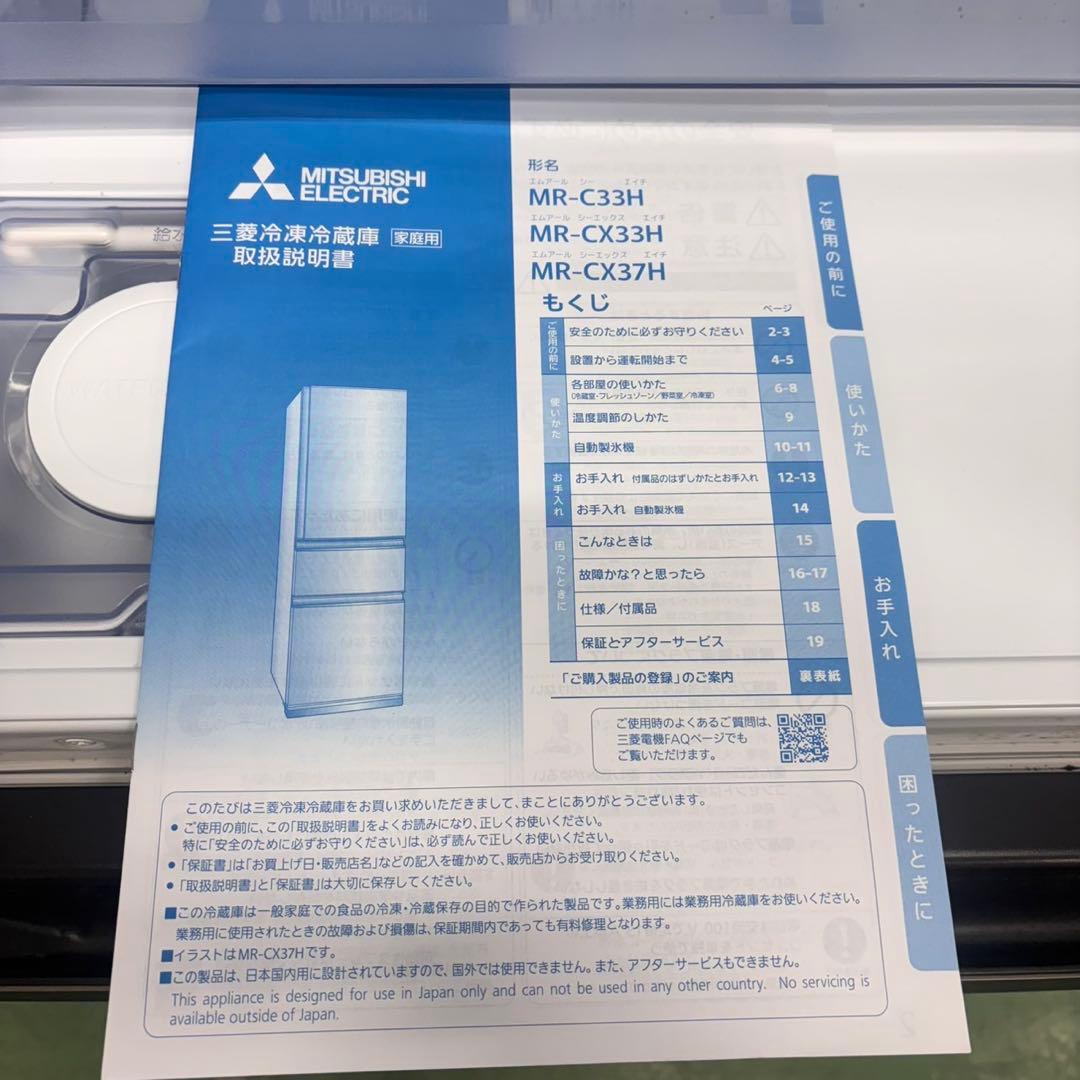 MITSUBISHI
ELECTRIC
三菱冷凍冷蔵庫 家庭用
取扱説明書
給水
形名
エムアール シー エイチ
MR-C33H
エムアール シーエックス エイチ
MR-CX33H
エムアール シーエックス エイチ
MR-CX37H
もくじ
ページ
ご使用の前に
安全のために必ずお守りください 2-3
設置から運転開始まで 4-5
使いかた
各部屋の使いかた 6-8
(冷蔵室・フレッシュゾーン/野菜室/冷凍室)
温度調節のしかた 9
自動製氷機 10-11
お手入れ
お手入れ 付属品のはずしかたとお手入れ 12-13
お手入れ 自動製氷機 14
困ったときに
こんなときは 15
故障かな?と思ったら 16-17
仕様/付属品 18
保証とアフターサービス 19
「ご購入製品の登録」のご案内 裏表紙
ご使用時のよくあるご質問は、
三菱電機FAQページでも
ご覧いただけます。
ご使用の前に
使いかた
お手入れ
困ったときに
このたびは三菱冷凍冷蔵庫をお買い求めいただきまして、まことにありがとうございます。
● ご使用の前に、この「取扱説明書」をよくお読みになり、正しくお使いください。
特に「安全のために必ずお守りください」は、必ず読んで正しくお使いください。
● 「保証書」は「お買上げ日・販売店名」などの記入を確かめて、販売店からお受け取りください。
● 「取扱説明書」と「保証書」は大切に保存してください。
■この冷蔵庫は一般家庭での食品の冷凍・冷蔵保存の目的で作られた製品です。業務用には業務用冷蔵庫をお使いください。
業務用に使用されたときの故障および損傷は、保証期間内であっても有料修理となります。
■イラストはMR-CX37Hです。
■この製品は、日本国内用に設計されていますので、国外では使用できません。また、アフターサービスもできません。
This appliance is designed for use in Japan only and can not be used in any other country. No servicing is
available outside of Japan.